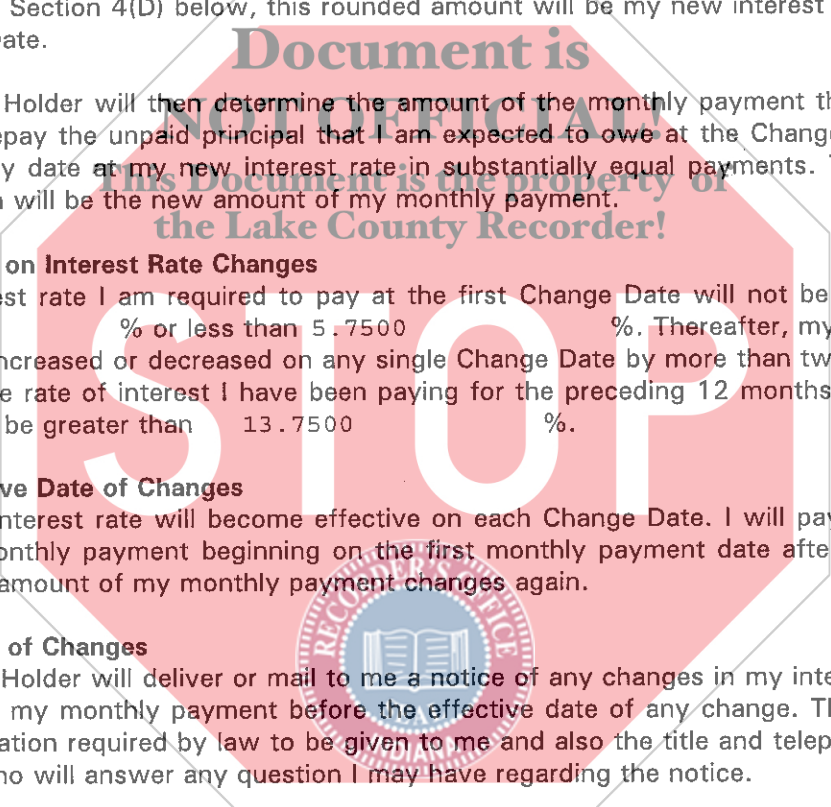 Section 4(D) below, this rounded amount will be my new interest
ate.
Document is
Holder will then determine the amount of the monthly payment th
NOT OFFICIAL!
epay the unpaid principal that I am expected to owe at the Change
y date at my new interest rate in substantially equal payments.
This Document is the property of
will be the new amount of my monthly payment.
the Lake County Recorder!
on Interest Rate Changes
est rate I am required to pay at the first Change Date will not be
% or less than 5.7500 %. Thereafter, my
ncreased or decreased on any single Change Date by more than tw
e rate of interest I have been paying for the preceding 12 months
be greater than 13.7500 %.
STOP
ve Date of Changes
nterest rate will become effective on each Change Date. I will pay
onthly payment beginning on the first monthly payment date afte
amount of my monthly payment changes again.
RECORDER'S OFFICE
of Changes
Holder will deliver or mail to me a notice of any changes in my inte
my monthly payment before the effective date of any change. Th
ation required by law to be given to me and also the title and telep
INDIANA
no will answer any question I may have regarding the notice.